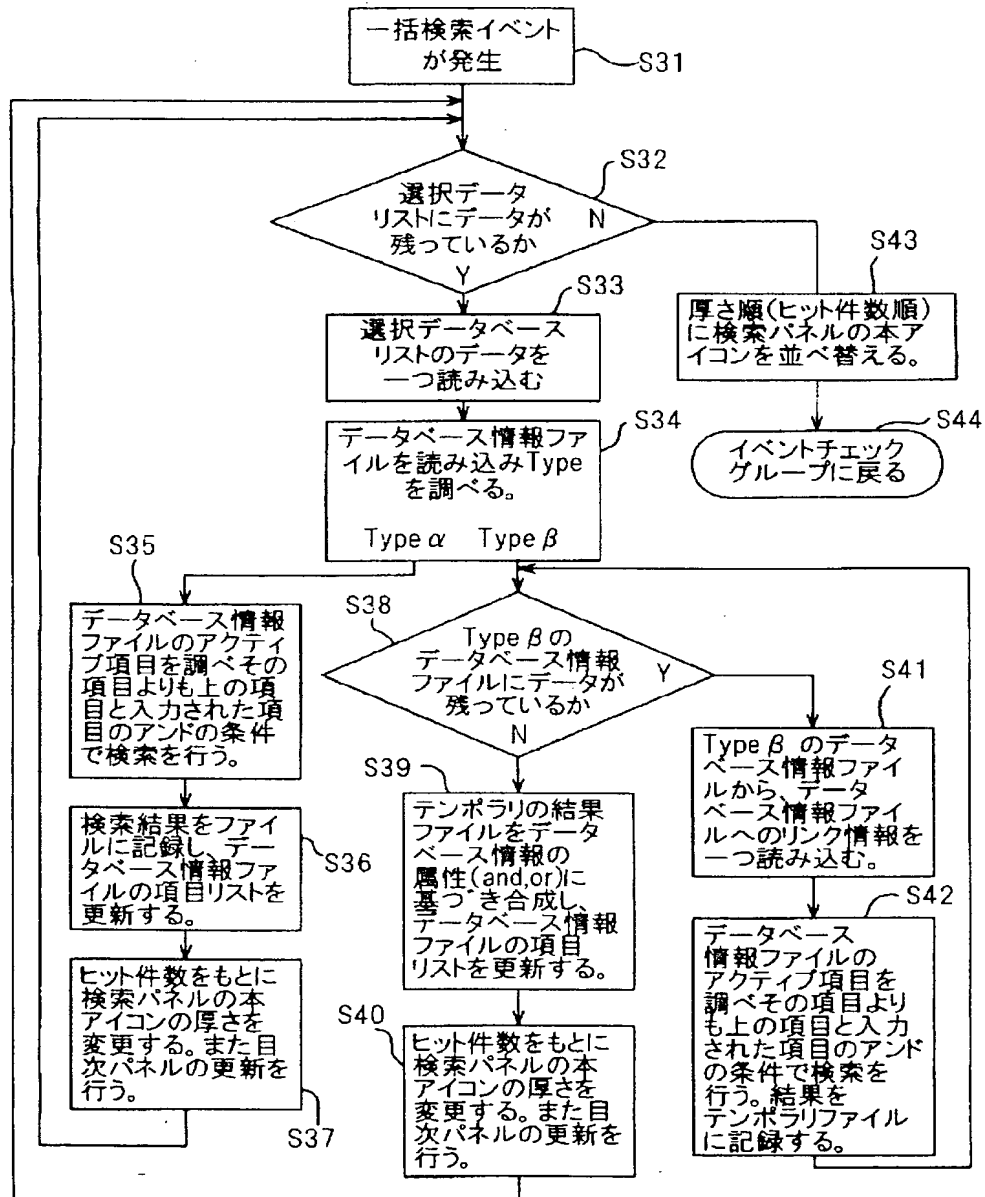 一括検索イベント
が発生
S31
S32
選択データ
リストにデータが
残っているか
N
Y
S33
選択データベース
リストのデータを
一つ読み込む
S43
厚さ順(ヒット件数順)
に検索パネルの本ア
イコンを並べ替える。
S44
イベントチェック
グループに戻る
S34
データベース情報ファ
イルを読み込みType
を調べる。
Type α Type β
S35
データベース情報
ファイルのアクティ
ブ項目を調べその
項目よりも上の項
目と入力された項
目のアンドの条件
で検索を行う。
検索結果をファイ
ルに記録し、デー
タベース情報ファ
イルの項目リストを
更新する。
S36
ヒット件数をもとに
検索パネルの本
アイコンの厚さを
変更する。また目
次パネルの更新を
行う。
S37
S38
Type β の
データベース情報
ファイルにデータが
残っているか
Y
N
S39
テンポラリの結果
ファイルをデータ
ベース情報の
属性(and,or)に
基づき合成し、
データベース情報
ファイルの項目
リストを更新する。
S40
ヒット件数をもとに
検索パネルの本
アイコンの厚さを
変更する。また目
次パネルの更新を
行う。
S41
Type β のデータ
ベース情報ファイ
ルから、データ
ベース情報ファイ
ルへのリンク情報を
一つ読み込む。
S42
データベース
情報ファイルの
アクティブ項目を
調べその項目より
も上の項目と入力
された項目のアンド
の条件で検索を
行う。結果を
テンポラリファイル
に記録する。